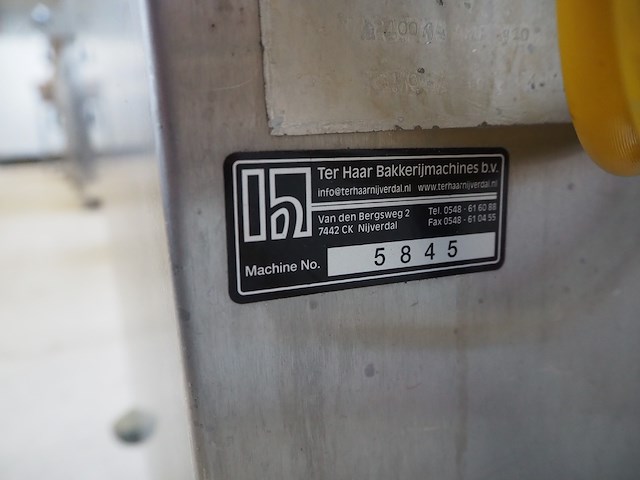 Ter Haar Bakkerijmachines b.v.
info@terhaarnijverdal.nl www.terhaarnijverdal.nl
Van den Bergsweg 2 Tel. 0548 - 61 60 88
7442 CK Nijverdal Fax 0548 - 61 04 55
Machine No. 5845